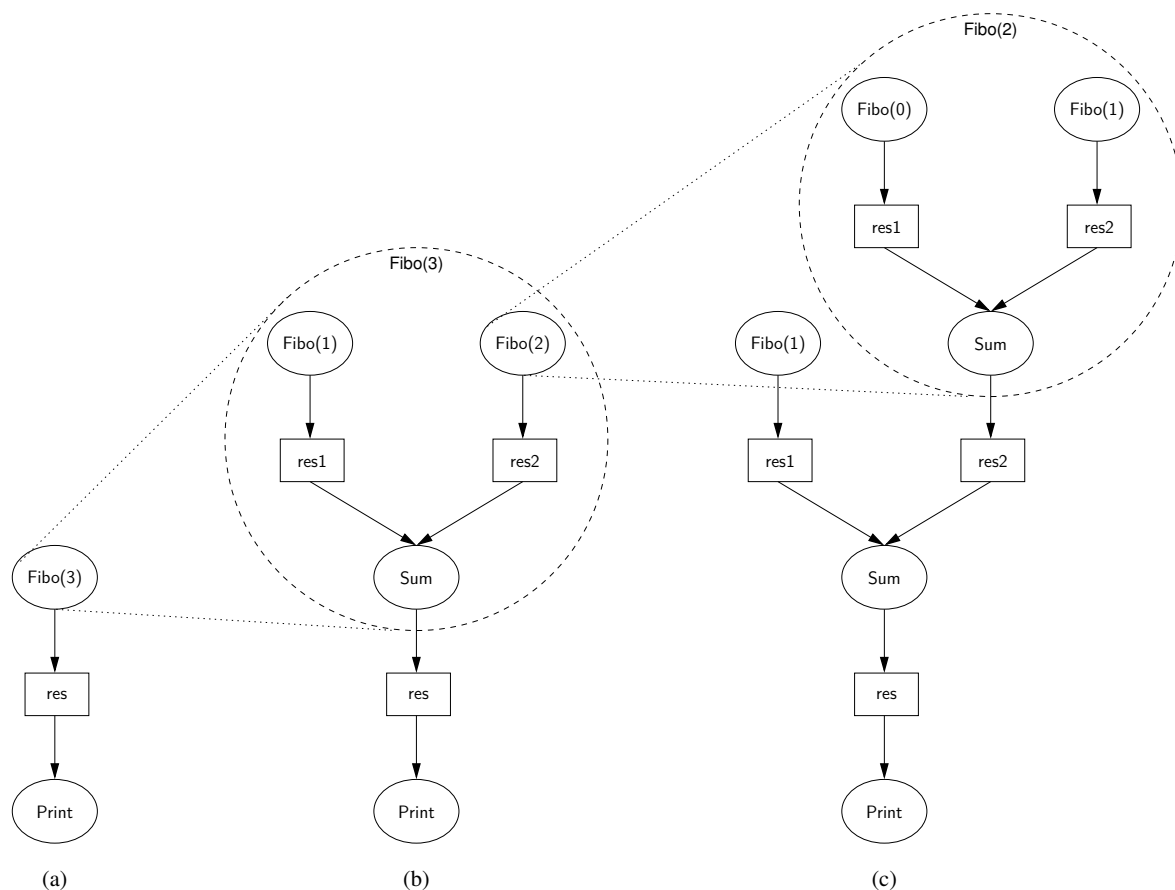 Fibo(2)
Fibo(0)
Fibo(1)
res1
res2
Sum
Fibo(3)
Fibo(1)
Fibo(2)
Fibo(1)
res1
res2
res1
res2
Fibo(3)
Sum
Sum
res
res
res
Print
Print
Print
(a)
(b)
(c)